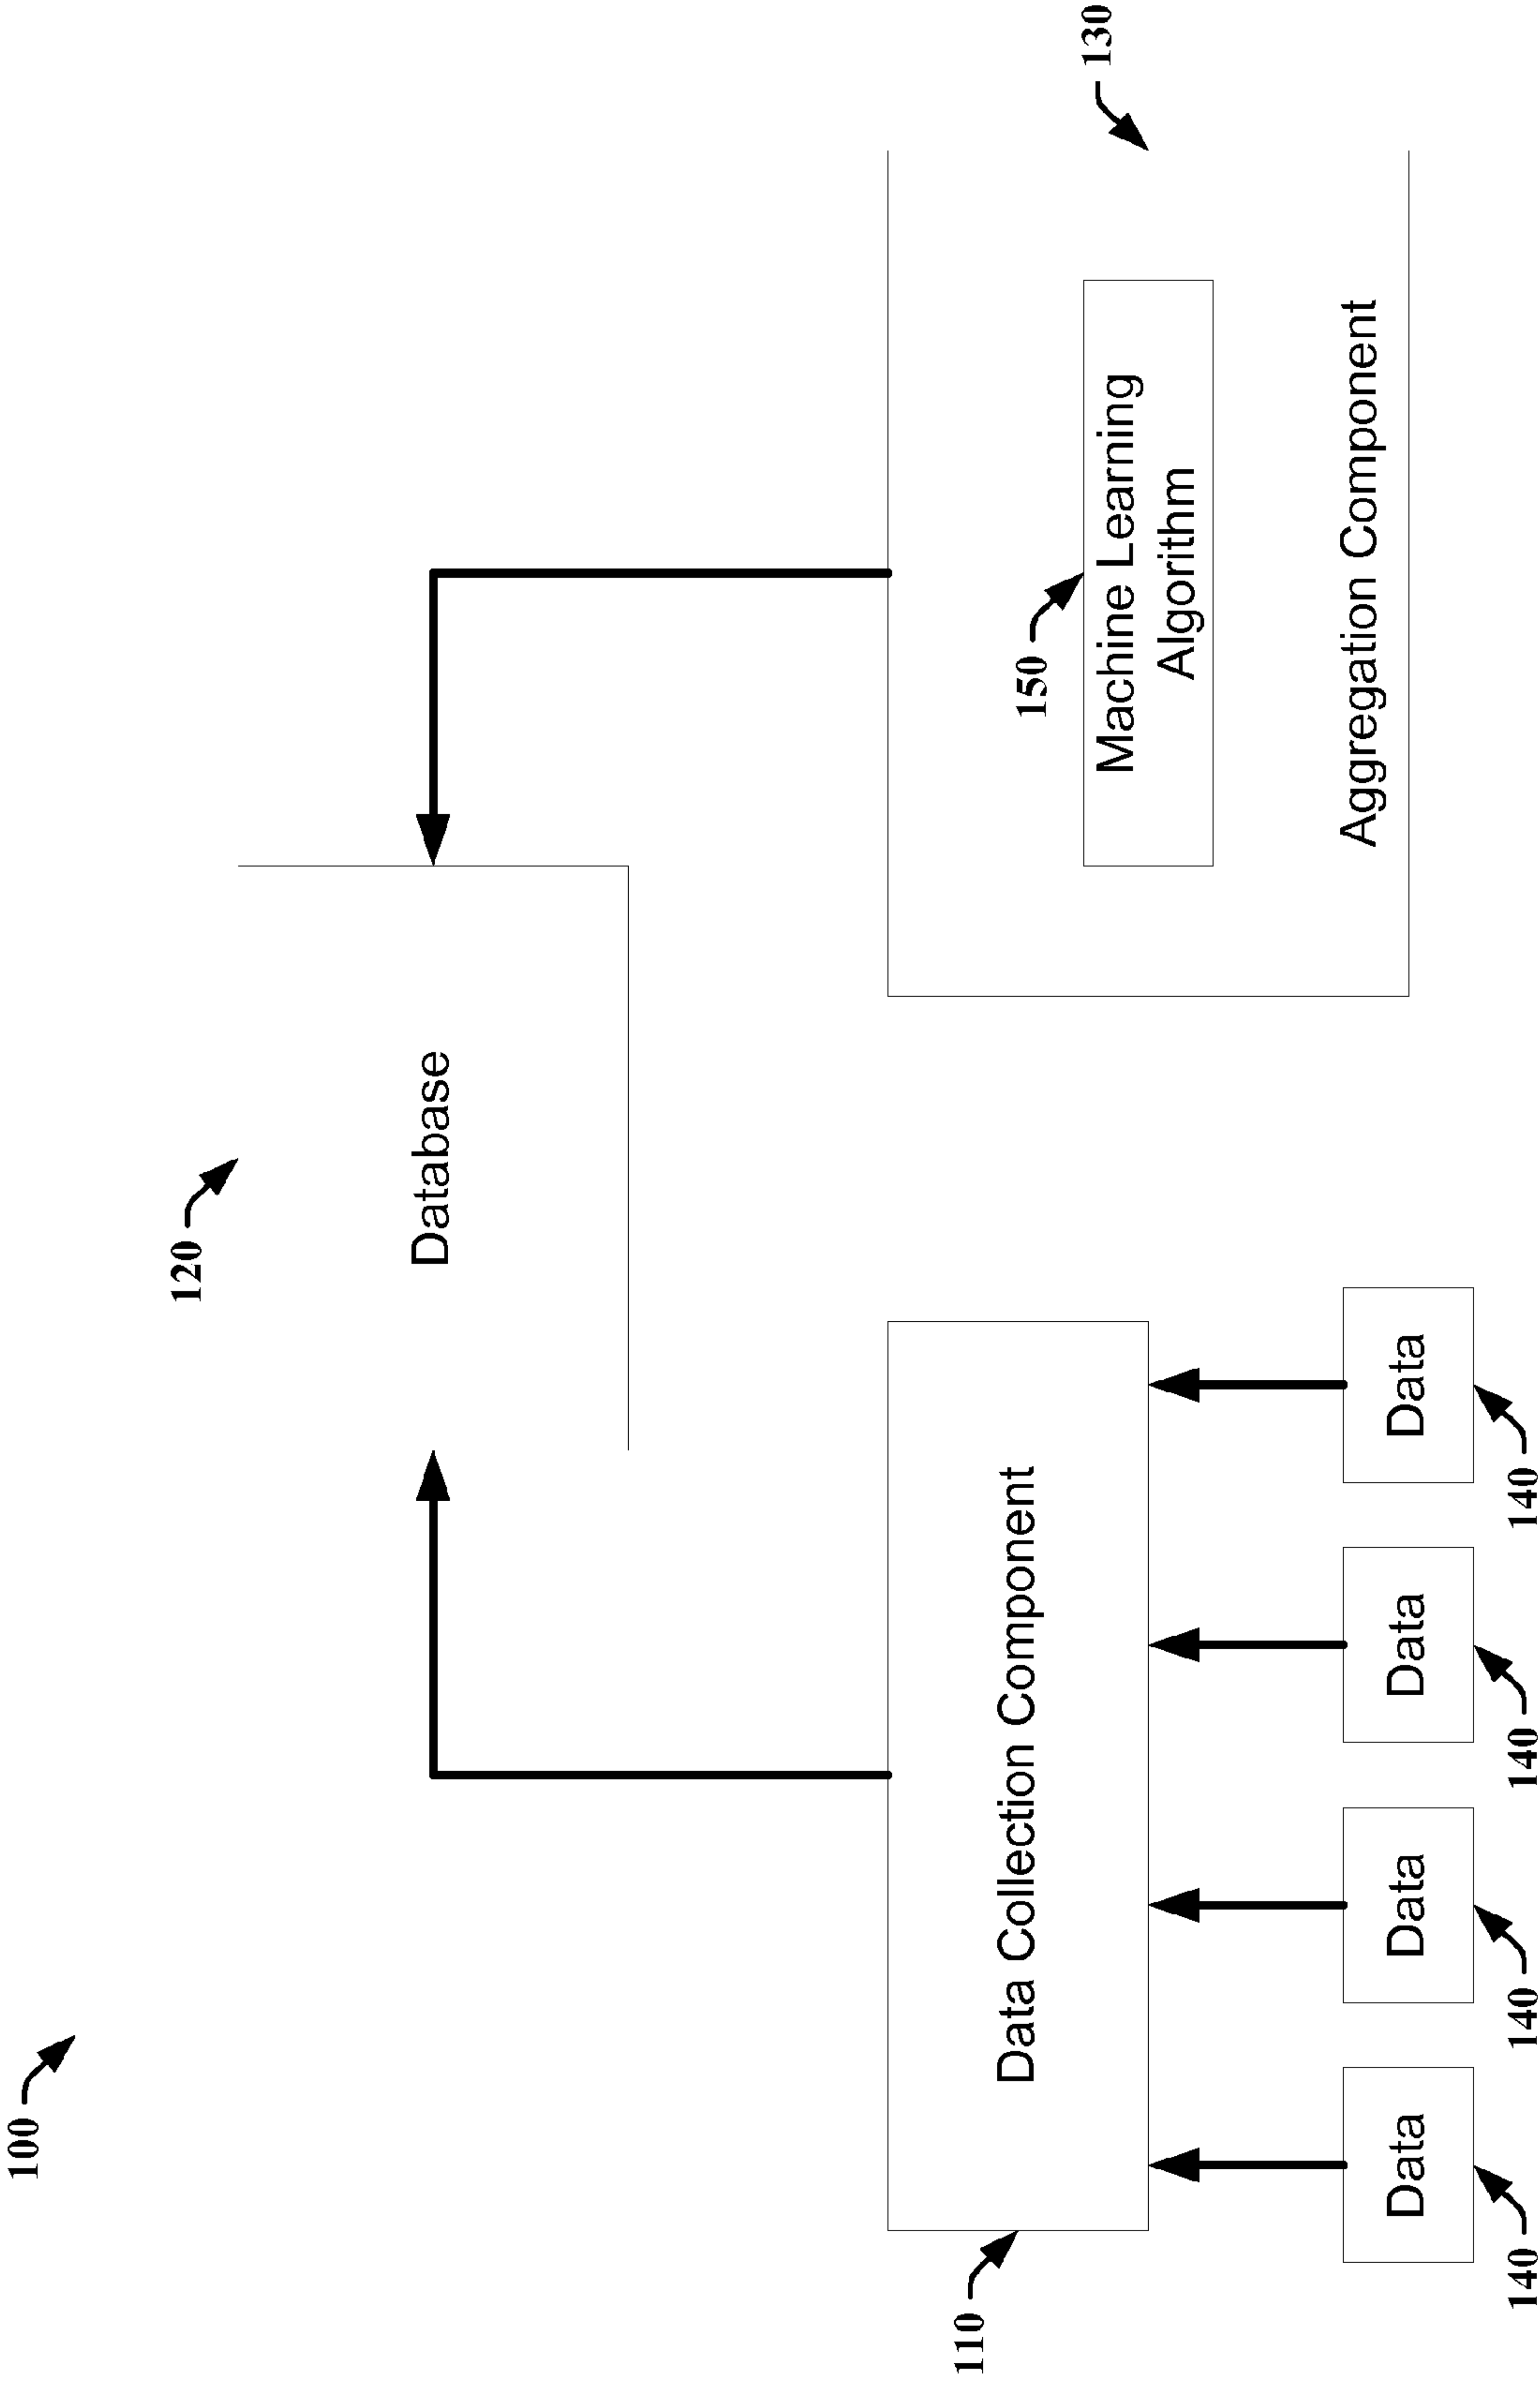 100
120
Database
130
150
Machine Learning
Algorithm
Aggregation Component
110
Data Collection Component
Data
Data
Data
Data
140
140
140
140